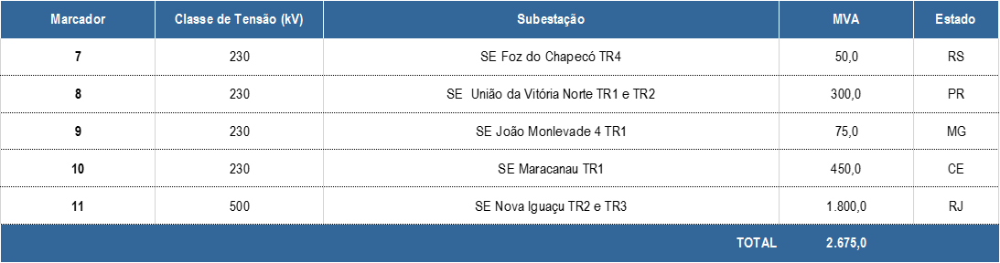 Marcador Classe de Tensão (kV) Subestação MVA Estado
7 230 SE Foz do Chapecó TR4 50,0 RS
8 230 SE União da Vitória Norte TR1 e TR2 300,0 PR
9 230 SE João Monlevade 4 TR1 75,0 MG
10 230 SE Maracanau TR1 450,0 CE
11 500 SE Nova Iguaçu TR2 e TR3 1.800,0 RJ
TOTAL 2.675,0